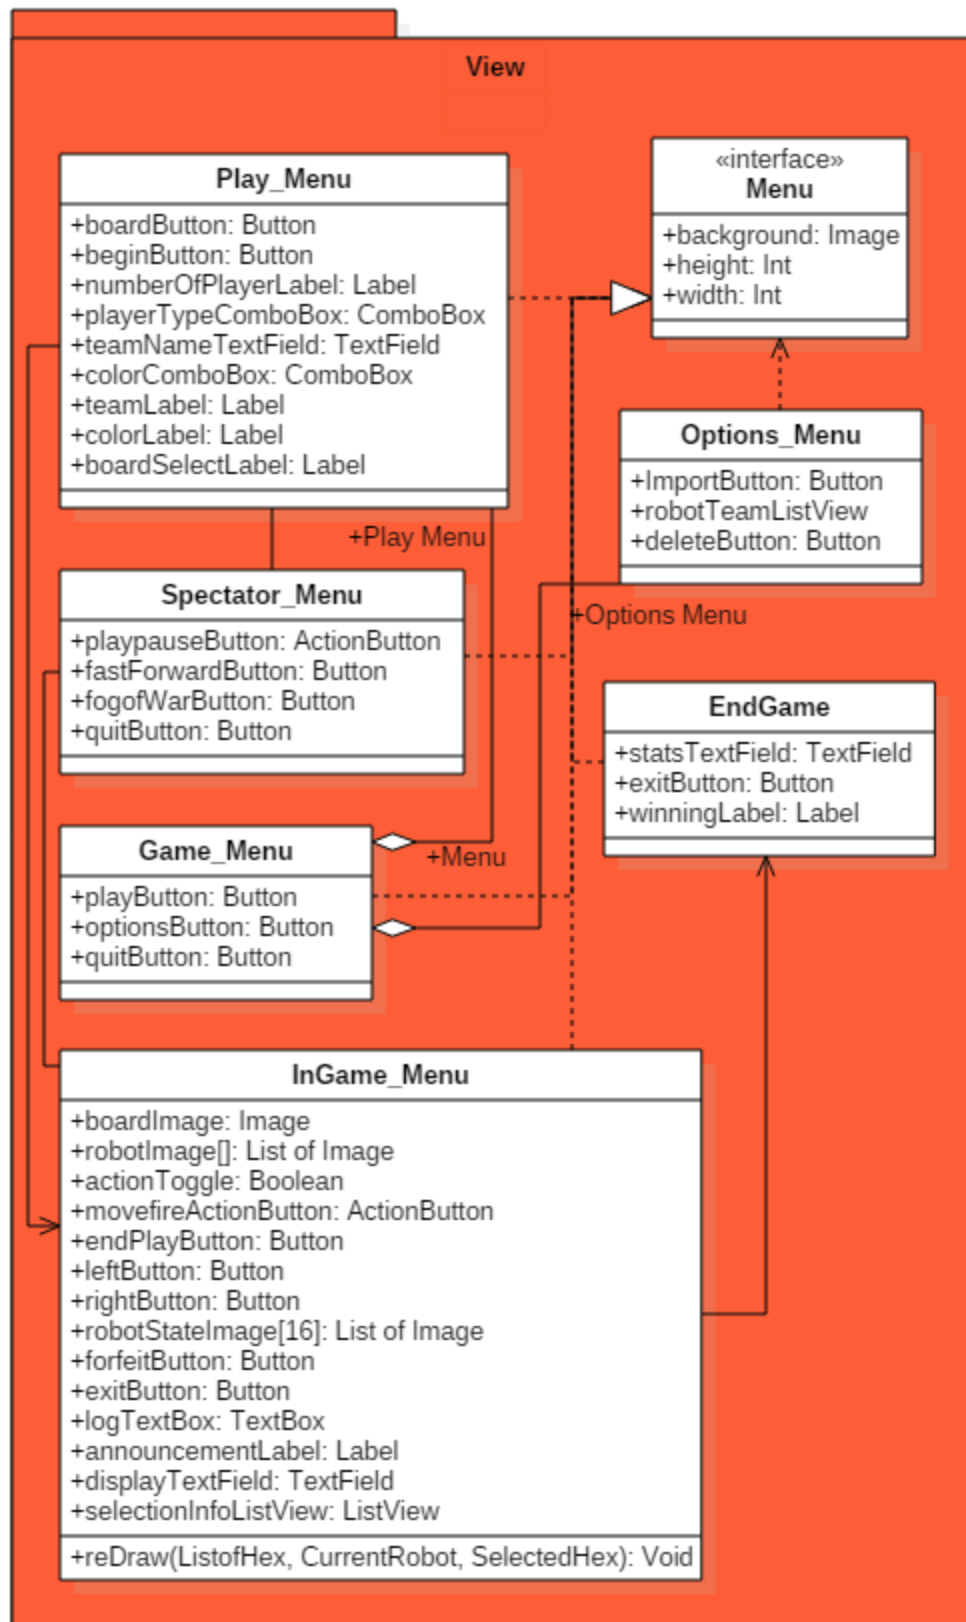 View
Play_Menu
+boardButton: Button
+beginButton: Button
+numberOfPlayerLabel: Label
+playerTypeComboBox: ComboBox
+teamNameTextField: TextField
+colorComboBox: ComboBox
+teamLabel: Label
+colorLabel: Label
+boardSelectLabel: Label
«interface»
Menu
+background: Image
+height: Int
+width: Int
Options_Menu
+ImportButton: Button
+robotTeamListView
+deleteButton: Button
+Play Menu
+Options Menu
Spectator_Menu
+playpauseButton: ActionButton
+fastForwardButton: Button
+fogofWarButton: Button
+quitButton: Button
EndGame
+statsTextField: TextField
+exitButton: Button
+winningLabel: Label
Game_Menu
+playButton: Button
+optionsButton: Button
+quitButton: Button
+Menu
InGame_Menu
+boardImage: Image
+robotImage[]: List of Image
+actionToggle: Boolean
+movefireActionButton: ActionButton
+endPlayButton: Button
+leftButton: Button
+rightButton: Button
+robotStateImage[16]: List of Image
+forfeitButton: Button
+exitButton: Button
+logTextBox: TextBox
+announcementLabel: Label
+displayTextField: TextField
+selectionInfoListView: ListView
+reDraw(ListofHex, CurrentRobot, SelectedHex): Void